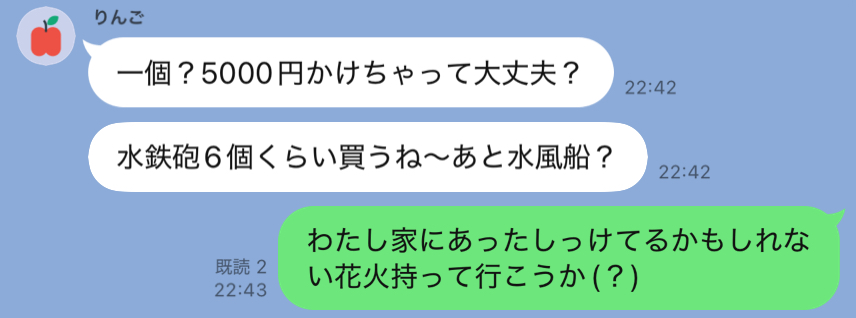 りんご
一個？5000円かけちゃって大丈夫？
22:42
水鉄砲6個くらい買うね〜あと水風船？
22:42
わたし家にあったしっけてるかもしれな
い花火持って行こうか(？)
既読 2
22:43